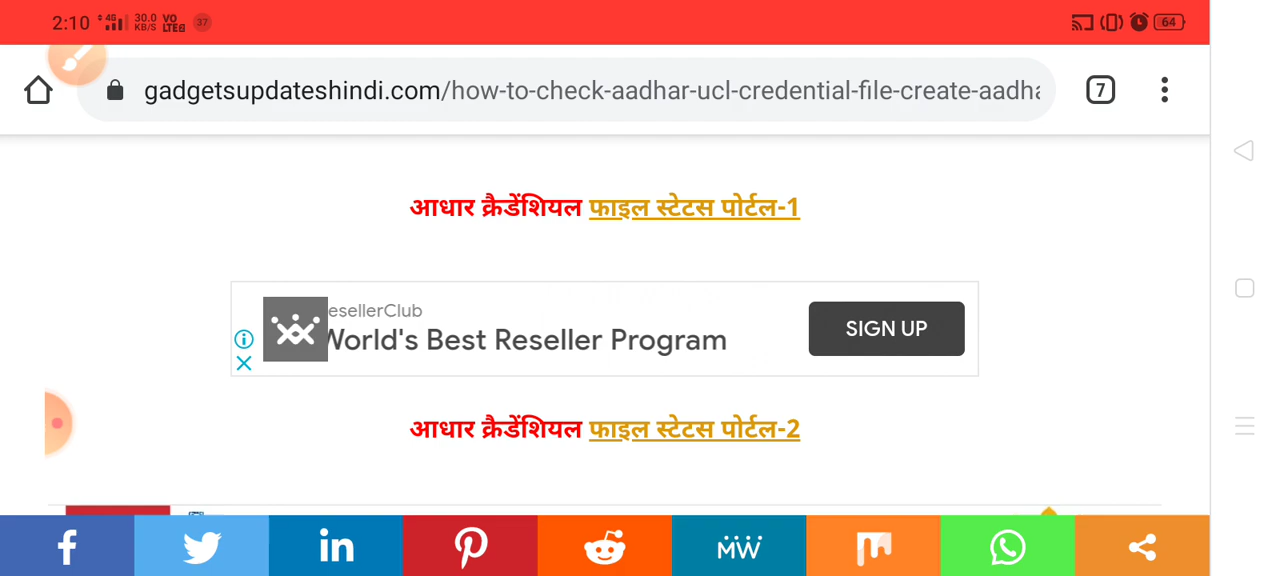 2:10 4G 30.0 KB/S VO LTE2 37 64
gadgetsupdateshindi.com/how-to-check-aadhar-ucl-credential-file-create-aadha
7
आधार क्रैडेंशियल फाइल स्टेटस पोर्टल-1
esellerClub
World's Best Reseller Program
SIGN UP
आधार क्रैडेंशियल फाइल स्टेटस पोर्टल-2